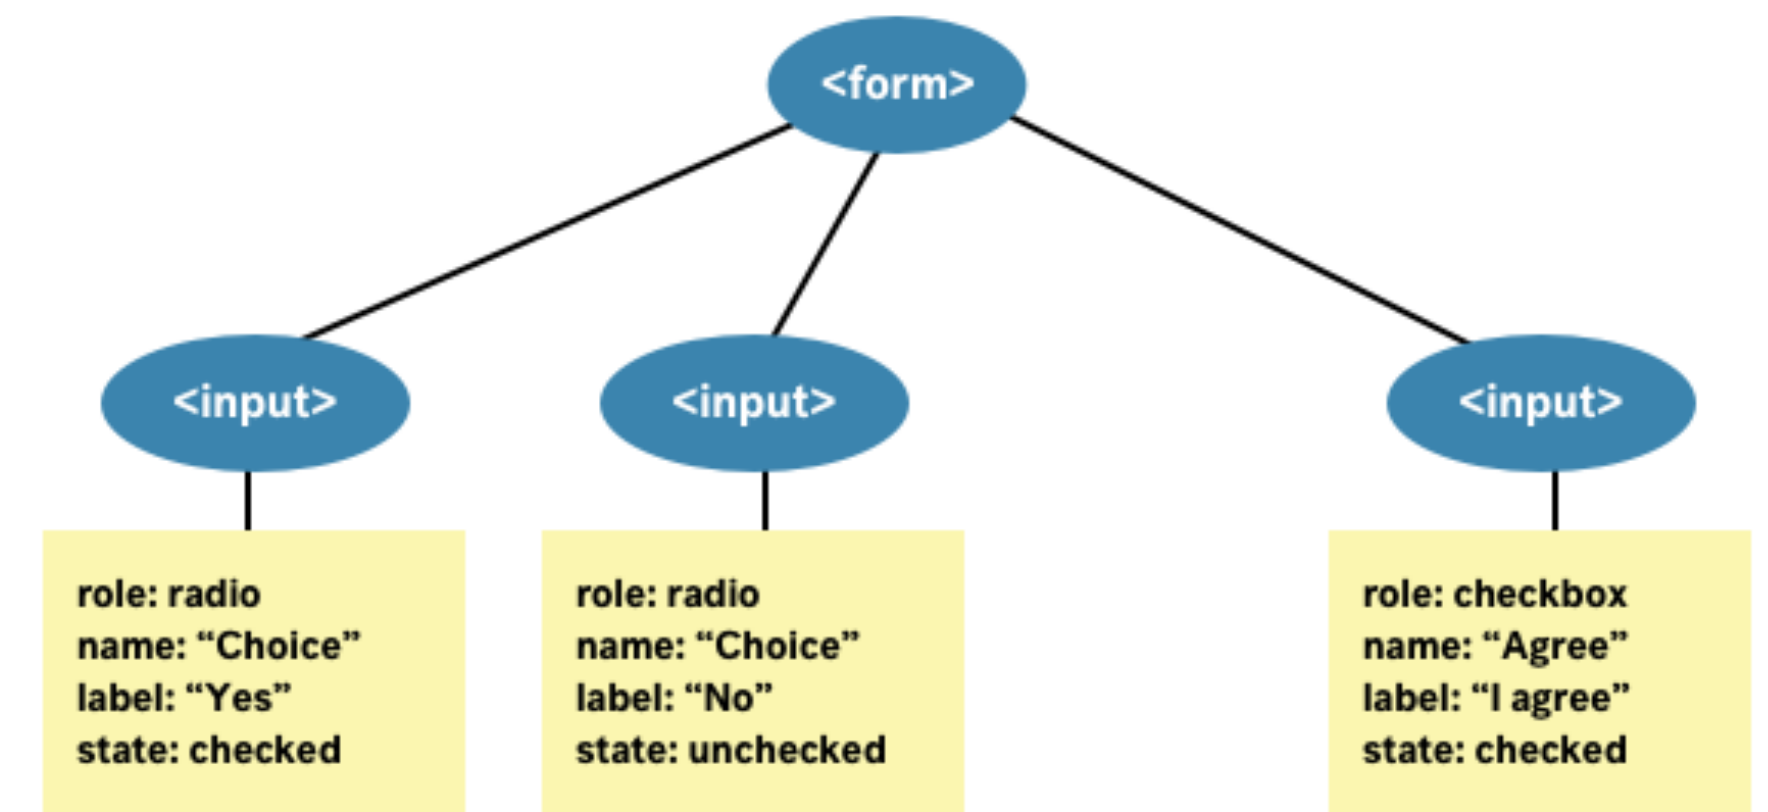 <form>
<input>
<input>
<input>
role: radio
name: “Choice”
label: “Yes”
state: checked
role: radio
name: “Choice”
label: “No”
state: unchecked
role: checkbox
name: “Agree”
label: “I agree”
state: checked